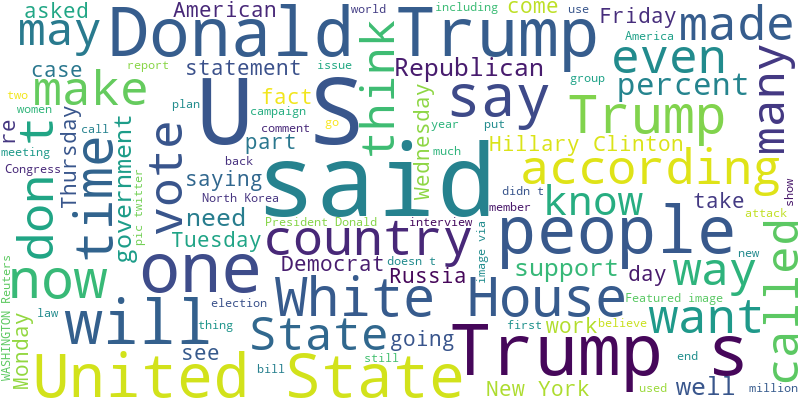 asked
American
come
world
including
use
Friday
made
may
Donald Trump
think
America
even
case
statement
issue
Republican
group
many
report
make
fact
U S
say
percent
two
plan
campaign
Trump
women
don t
time
call
vote
comment
go
Wednesday
year
put
re
Thursday
government
part
back
much
Hillary Clinton
meeting
said
according
Congress
saying
North Korea
didn t
know
take
show
pic twitter
need
President Donald
interview
member
attack
Tuesday
country
people
called
now
one
Democrat
doesn t
image via
support
day
way
new
WASHINGTON Reuters
Monday
will
White House
Russia
Featured image
want
law
election
State
going
first
work
believe
thing
see
still
Trump s
end
United State
bill
New York
used
well
million